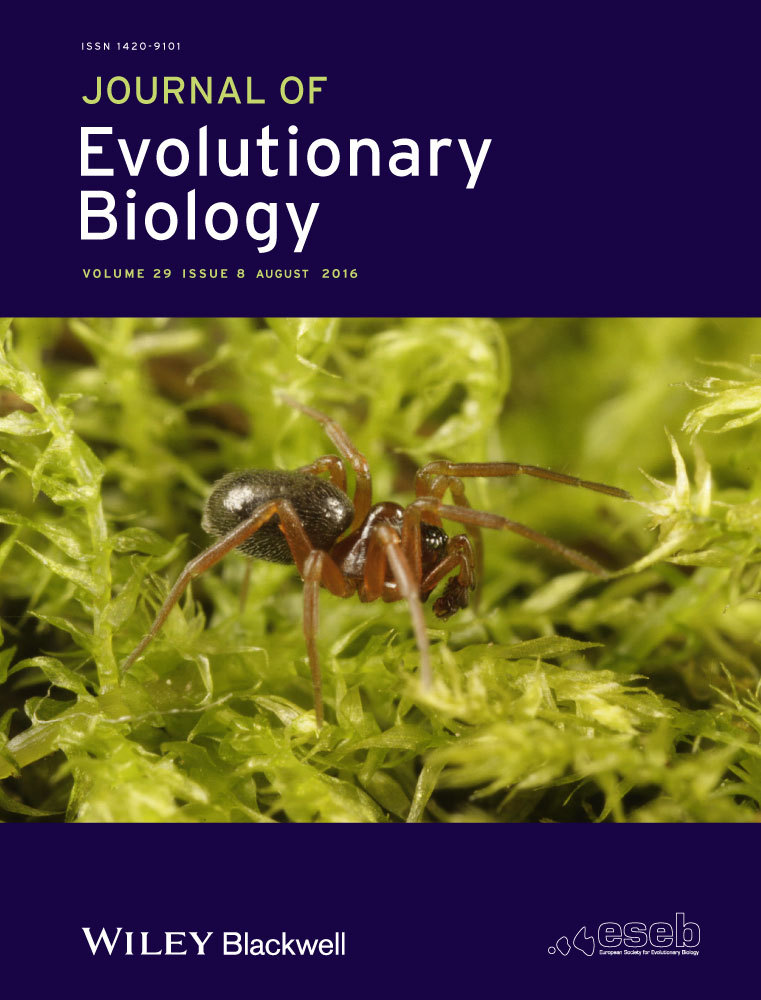 ISSN 1420-9101
JOURNAL OF
Evolutionary
Biology
VOLUME 29 ISSUE 8 AUGUST 2016
WILEY Blackwell
eseb
European Society for Evolutionary Biology